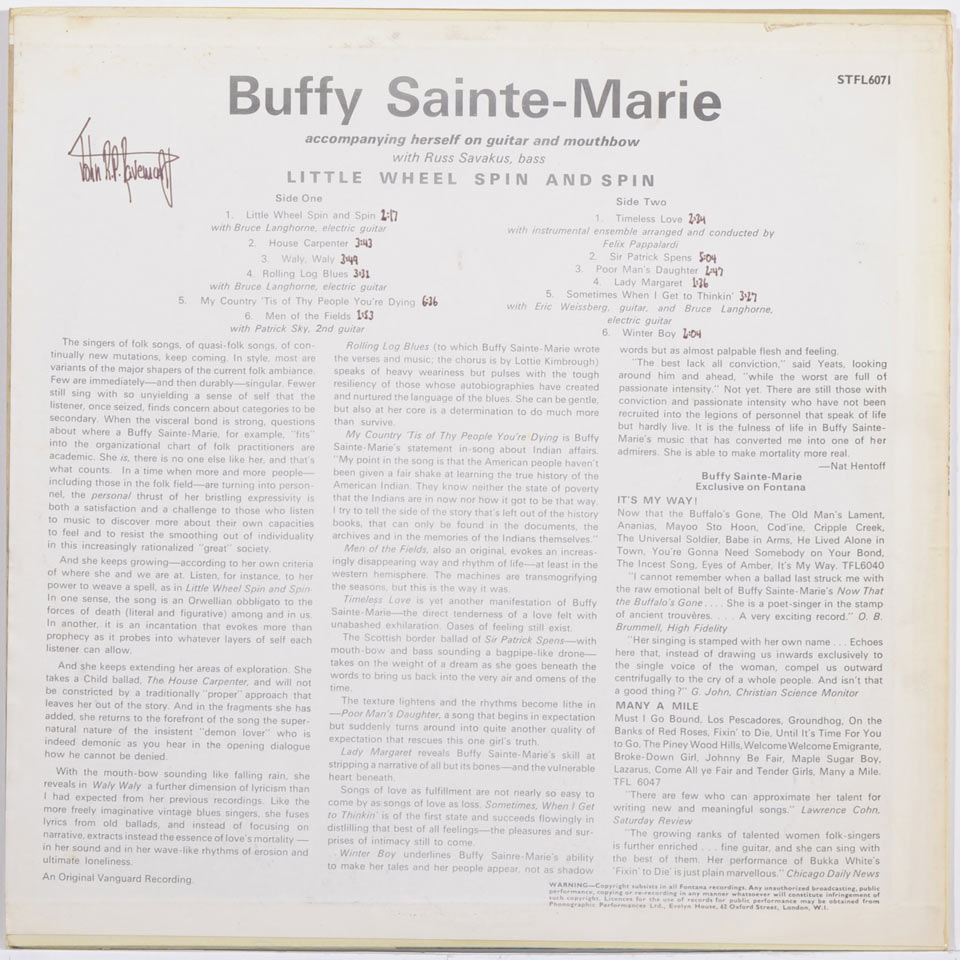 STFL6071
Buffy Sainte-Marie
accompanying herself on guitar and mouthbow
with Russ Savakus, bass
LITTLE WHEEL SPIN AND SPIN
Side One
1. Little Wheel Spin and Spin 2:17
with Bruce Langhorne, electric guitar
2. House Carpenter 3:43
3. Waly, Waly 3:49
4. Rolling Log Blues 3:31
with Bruce Langhorne, electric guitar
5. My Country 'Tis of Thy People You're Dying 6:36
6. Men of the Fields 1:53
with Patrick Sky, 2nd guitar
Side Two
1. Timeless Love 2:34
with instrumental ensemble arranged and conducted by
Felix Pappalardi
2. Sir Patrick Spens 5:04
3. Poor Man's Daughter 2:47
4. Lady Margaret 1:36
5. Sometimes When I Get to Thinkin' 3:27
with Eric Weissberg, guitar, and Bruce Langhorne,
electric guitar
6. Winter Boy 2:04
The singers of folk songs, of quasi-folk songs, of con-
tinually new mutations, keep coming. In style, most are
variants of the major shapers of the current folk ambiance.
Few are immediately—and then durably—singular. Fewer
still sing with so unyielding a sense of self that the
listener, once seized, finds concern about categories to be
secondary. When the visceral bond is strong, questions
about where a Buffy Sainte-Marie, for example, "fits"
into the organizational chart of folk practitioners are
academic. She is, there is no one else like her, and that's
what counts. In a time when more and more people—
including those in the folk field—are turning into person-
nel, the personal thrust of her bristling expressivity is
both a satisfaction and a challenge to those who listen
to music to discover more about their own capacities
to feel and to resist the smoothing out of individuality
in this increasingly rationalized "great" society.
And she keeps growing—according to her own criteria
of where she and we are at. Listen, for instance, to her
power to weave a spell, as in Little Wheel Spin and Spin.
In one sense, the song is an Orwellian obbligato to the
forces of death (literal and figurative) among and in us.
In another, it is an incantation that evokes more than
prophecy as it probes into whatever layers of self each
listener can allow.
And she keeps extending her areas of exploration. She
takes a Child ballad, The House Carpenter, and will not
be constricted by a traditionally "proper" approach that
leaves her out of the story. And in the fragments she has
added, she returns to the forefront of the song the super-
natural nature of the insistent "demon lover" who is
indeed demonic as you hear in the opening dialogue
how he cannot be denied.
With the mouth-bow sounding like falling rain, she
reveals in Waly Waly a further dimension of lyricism than
I had expected from her previous recordings. Like the
more freely imaginative vintage blues singers, she fuses
lyrics from old ballads, and instead of focusing on
narrative, extracts instead the essence of love's mortality—
in her sound and in her wave-like rhythms of erosion and
ultimate loneliness.
An Original Vanguard Recording.
Rolling Log Blues (to which Buffy Sainte-Marie wrote
the verses and music; the chorus is by Lottie Kimbrough)
speaks of heavy weariness but pulses with the tough
resiliency of those whose autobiographies have created
and nurtured the language of the blues. She can be gentle,
but also at her core is a determination to do much more
than survive.
My Country 'Tis of Thy People You're Dying is Buffy
Sainte-Marie's statement in-song about Indian affairs.
"My point in the song is that the American people haven't
been given a fair shake at learning the true history of the
American Indian. They know neither the state of poverty
that the Indians are in now nor how it got to be that way.
I try to tell the side of the story that's left out of the history
books, that can only be found in the documents, the
archives and in the memories of the Indians themselves."
Men of the Fields, also an original, evokes an increas-
ingly disappearing way and rhythm of life—at least in the
western hemisphere. The machines are transmogrifying
the seasons, but this is the way it was.
Timeless Love is yet another manifestation of Buffy
Sainte-Marie—the direct tenderness of a love felt with
unabashed exhilaration. Oases of feeling still exist.
The Scottish border ballad of Sir Patrick Spens—with
mouth-bow and bass sounding a bagpipe-like drone—
takes on the weight of a dream as she goes beneath the
words to bring us back into the very air and omens of the
time.
The texture lightens and the rhythms become lithe in
—Poor Man's Daughter, a song that begins in expectation
but suddenly turns around into quite another quality of
expectation that rescues this one girl's truth.
Lady Margaret reveals Buffy Sainte-Marie's skill at
stripping a narrative of all but its bones—and the vulnerable
heart beneath.
Songs of love as fulfillment are not nearly so easy to
come by as songs of love as loss. Sometimes, When I Get
to Thinkin' is of the first state and succeeds flowingly in
distlilling that best of all feelings—the pleasures and sur-
prises of intimacy still to come.
Winter Boy underlines Buffy Sainre-Marie's ability
to make her tales and her people appear, not as shadow
words but as almost palpable flesh and feeling.
"The best lack all conviction," said Yeats, looking
around him and ahead, "while the worst are full of
passionate intensity." Not yet. There are still those with
conviction and passionate intensity who have not been
recruited into the legions of personnel that speak of life
but hardly live. It is the fulness of life in Buffy Sainte-
Marie's music that has converted me into one of her
admirers. She is able to make mortality more real.
—Nat Hentoff
Buffy Sainte-Marie
Exclusive on Fontana
IT'S MY WAY!
Now that the Buffalo's Gone, The Old Man's Lament,
Ananias, Mayoo Sto Hoon, Cod'ine, Cripple Creek,
The Universal Soldier, Babe in Arms, He Lived Alone in
Town, You're Gonna Need Somebody on Your Bond,
The Incest Song, Eyes of Amber, It's My Way. TFL6040
"I cannot remember when a ballad last struck me with
the raw emotional belt of Buffy Sainte-Marie's Now That
the Buffalo's Gone . . . . She is a poet-singer in the stamp
of ancient trouvères. . . . A very exciting record." O. B.
Brummell, High Fidelity
"Her singing is stamped with her own name . . . Echoes
here that, instead of drawing us inwards exclusively to
the single voice of the woman, compel us outward
centrifugally to the cry of a whole people. And isn't that
a good thing?" G. John, Christian Science Monitor
MANY A MILE
Must I Go Bound, Los Pescadores, Groundhog, On the
Banks of Red Roses, Fixin' to Die, Until It's Time For You
to Go, The Piney Wood Hills, Welcome Welcome Emigrante,
Broke-Down Girl, Johnny Be Fair, Maple Sugar Boy,
Lazarus, Come All ye Fair and Tender Girls, Many a Mile.
TFL 6047
"There are few who can approximate her talent for
writing new and meaningful songs." Lawrence Cohn,
Saturday Review
"The growing ranks of talented women folk-singers
is further enriched . . . fine guitar, and she can sing with
the best of them. Her performance of Bukka White's
'Fixin' to Die' is just plain marvellous." Chicago Daily News
WARNING—Copyright subsists in all Fontana recordings. Any unauthorized broadcasting, public
performance, copying or re-recording in any manner whatsoever will constitute infringement of
such copyright. Licences for the use of records for public performance may be obtained from
Phonographic Performances Ltd., Evelyn House, 62 Oxford Street, London, W.1.